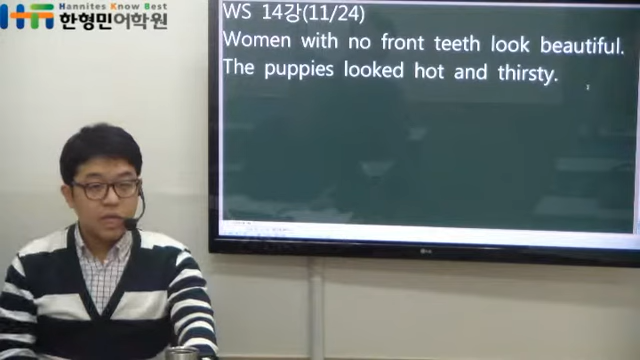 Hannites Know Best
한형민어학원
WS 14강(11/24)
Women with no front teeth look beautiful.
The puppies looked hot and thirsty.
LG